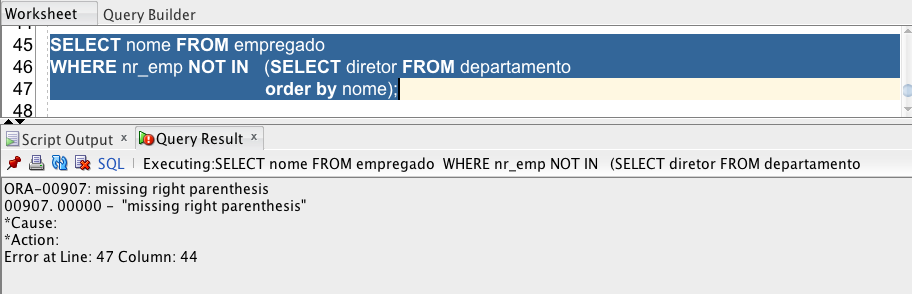 Worksheet Query Builder
45 SELECT nome FROM empregado
46 WHERE nr_emp NOT IN (SELECT diretor FROM departamento
47 order by nome);
48
Script Output × Query Result ×
SQL Executing:SELECT nome FROM empregado WHERE nr_emp NOT IN (SELECT diretor FROM departamento
ORA-00907: missing right parenthesis
00907. 00000 - "missing right parenthesis"
*Cause:
*Action:
Error at Line: 47 Column: 44